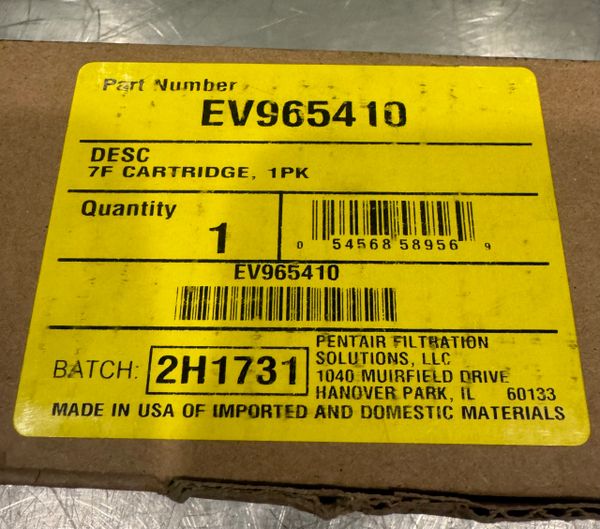 Part Number
EV965410
DESC
7F CARTRIDGE, 1PK
Quantity
1
0 54568 58956 9
EV965410
BATCH: 2H1731
PENTAIR FILTRATION
SOLUTIONS, LLC
1040 MUIRFIELD DRIVE
HANOVER PARK, IL 60133
MADE IN USA OF IMPORTED AND DOMESTIC MATERIALS